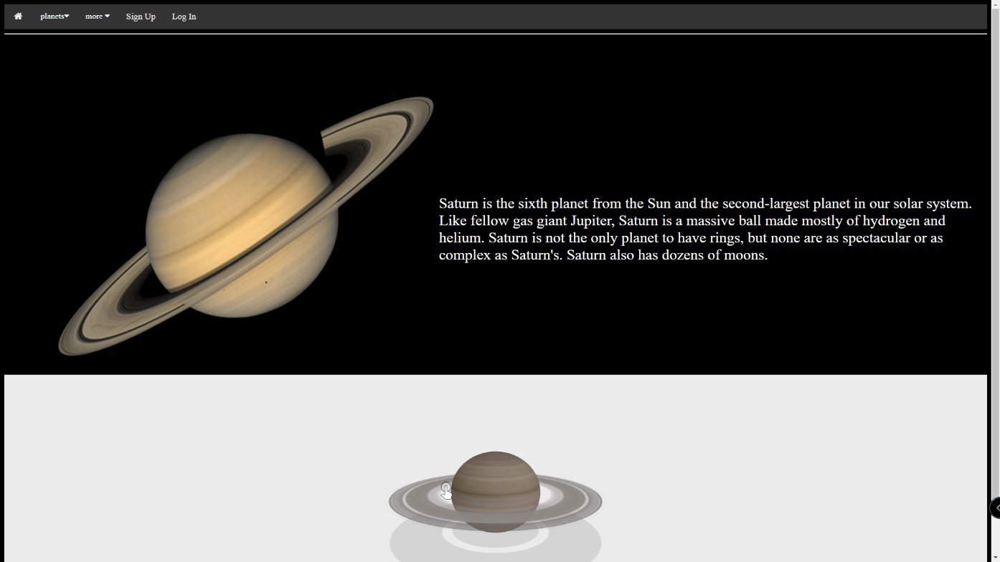 planets more Sign Up Log In
Saturn is the sixth planet from the Sun and the second-largest planet in our solar system.
Like fellow gas giant Jupiter, Saturn is a massive ball made mostly of hydrogen and
helium. Saturn is not the only planet to have rings, but none are as spectacular or as
complex as Saturn's. Saturn also has dozens of moons.